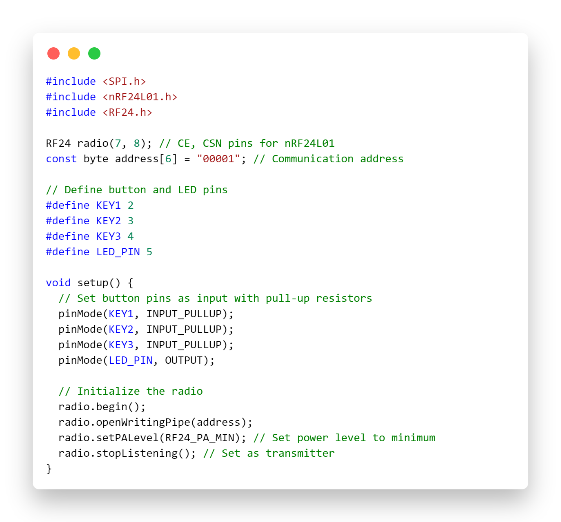 #include <SPI.h>
#include <nRF24L01.h>
#include <RF24.h>

RF24 radio(7, 8); // CE, CSN pins for nRF24L01
const byte address[6] = "00001"; // Communication address

// Define button and LED pins
#define KEY1 2
#define KEY2 3
#define KEY3 4
#define LED_PIN 5

void setup() {
  // Set button pins as input with pull-up resistors
  pinMode(KEY1, INPUT_PULLUP);
  pinMode(KEY2, INPUT_PULLUP);
  pinMode(KEY3, INPUT_PULLUP);
  pinMode(LED_PIN, OUTPUT);

  // Initialize the radio
  radio.begin();
  radio.openWritingPipe(address);
  radio.setPALevel(RF24_PA_MIN); // Set power level to minimum
  radio.stopListening(); // Set as transmitter
}